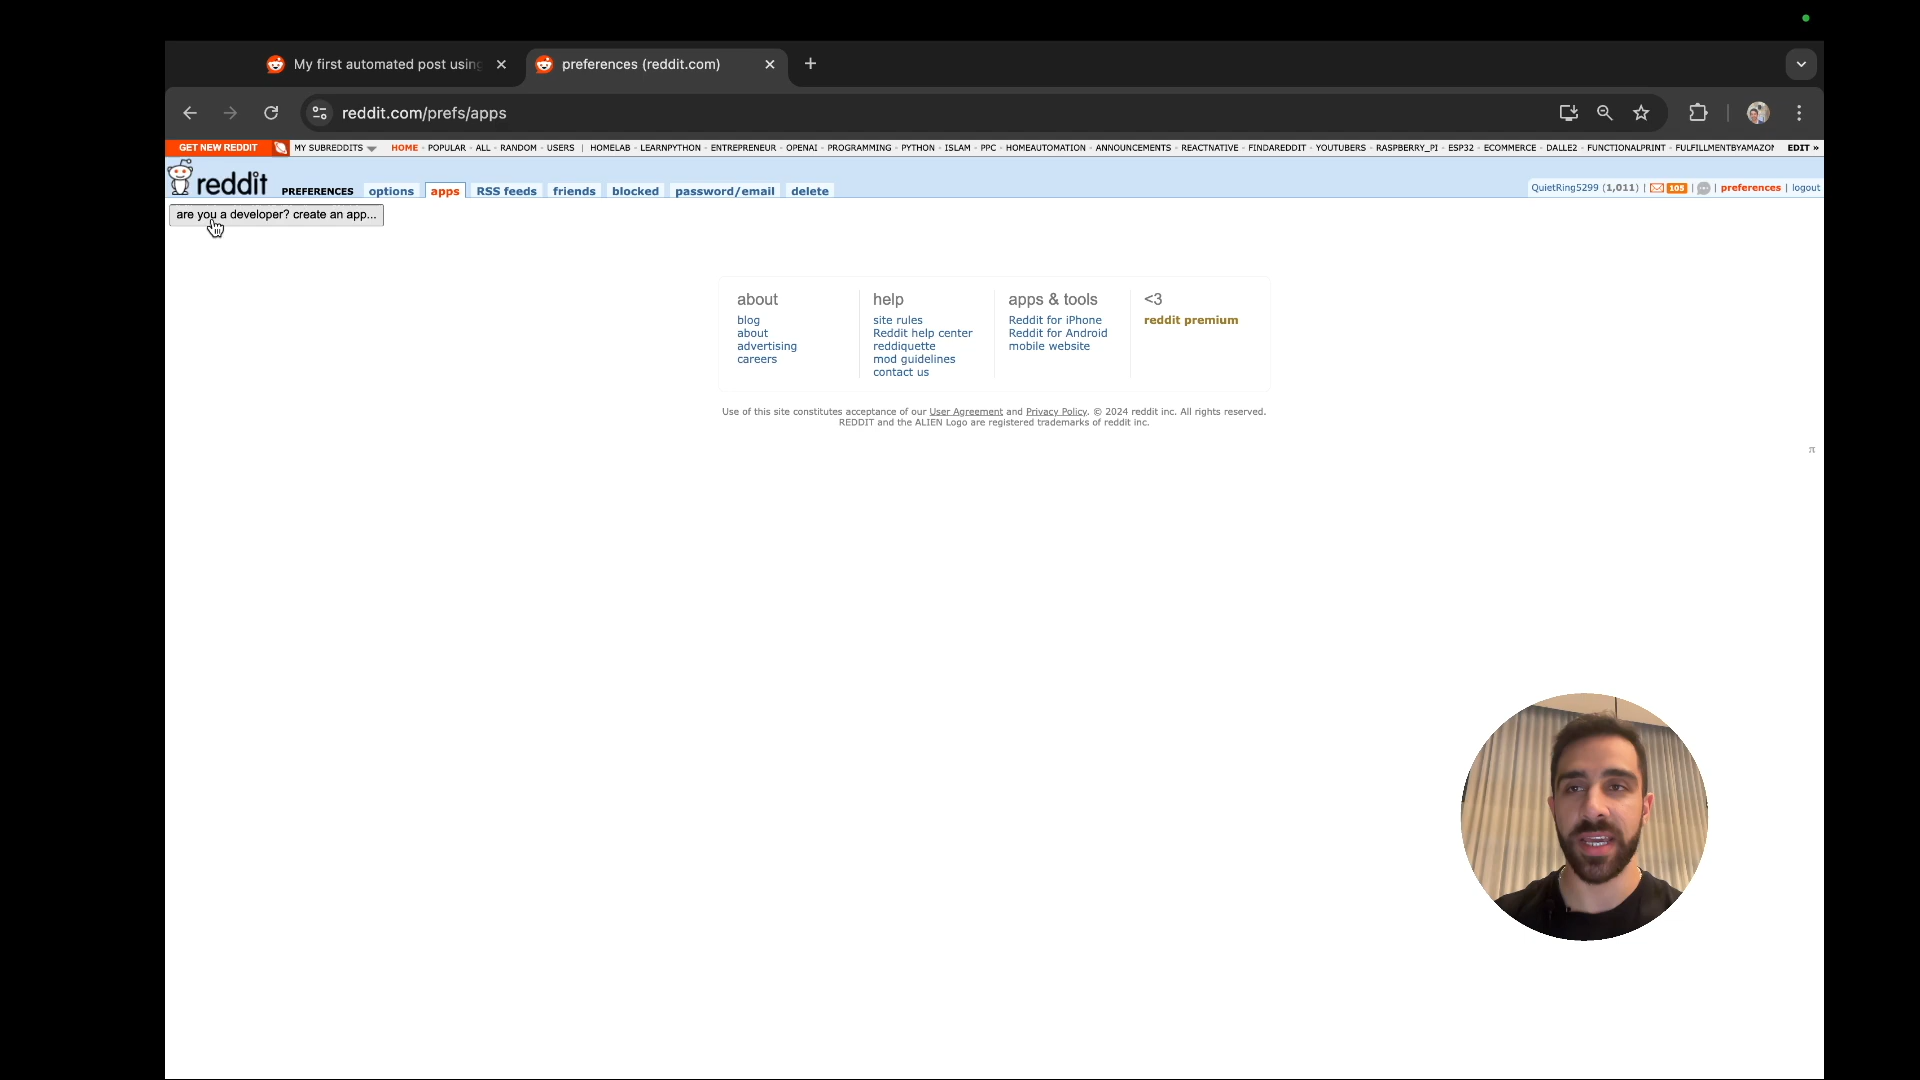 My first automated post using
preferences (reddit.com)
reddit.com/prefs/apps
GET NEW REDDIT MY SUBREDDITS HOME - POPULAR - ALL - RANDOM - USERS | HOMELAB - LEARNPYTHON - ENTREPRENEUR - OPENAI - PROGRAMMING - PYTHON - ISLAM - PPC - HOMEAUTOMATION - ANNOUNCEMENTS - REACTNATIVE - FINDAREDDIT - YOUTUBERS - RASPBERRY_PI - ESP32 - ECOMMERCE - DALLE2 - FUNCTIONALPRINT - FULFILLMENTBYAMAZON EDIT »
reddit PREFERENCES options apps RSS feeds friends blocked password/email delete
QuietRing5299 (1,011) | 105 | | preferences | logout
are you a developer? create an app...
about
blog
about
advertising
careers
help
site rules
Reddit help center
reddiquette
mod guidelines
contact us
apps & tools
Reddit for iPhone
Reddit for Android
mobile website
<3
reddit premium
Use of this site constitutes acceptance of our User Agreement and Privacy Policy. © 2024 reddit inc. All rights reserved.
REDDIT and the ALIEN Logo are registered trademarks of reddit inc.
π